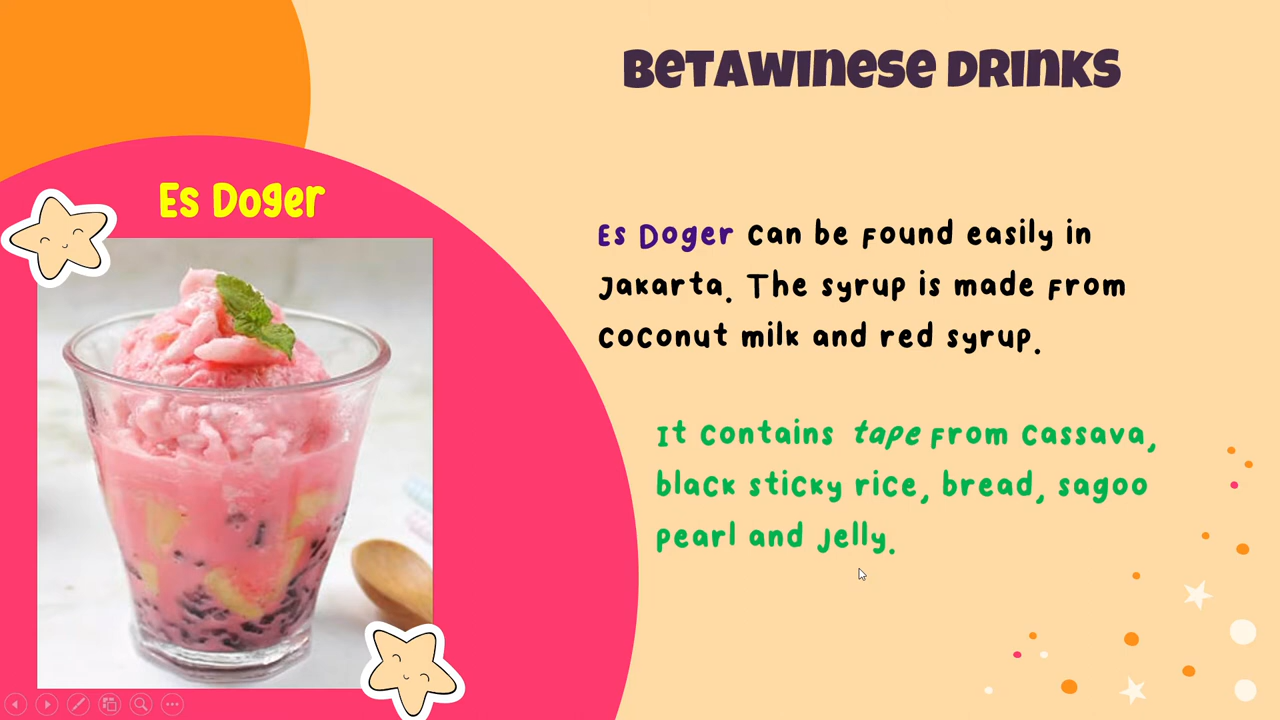 Betawinese Drinks
Es Doger
Es Doger can be found easily in
Jakarta. The syrup is made from
coconut milk and red syrup.
It contains tape from cassava,
black sticky rice, bread, sagoo
pearl and jelly.